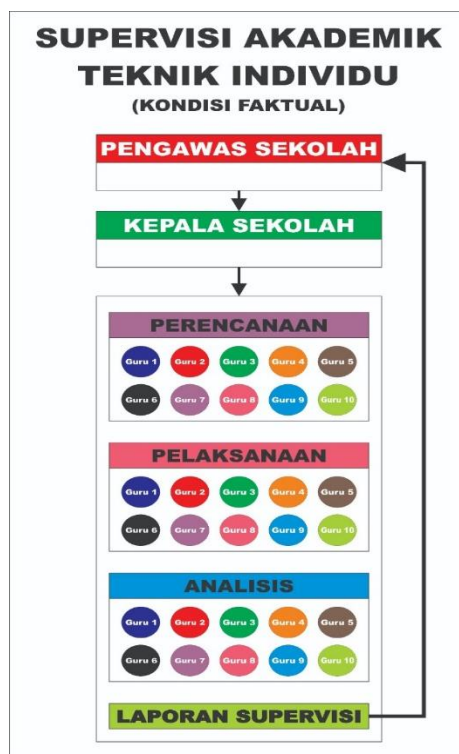 SUPERVISI AKADEMIK
TEKNIK INDIVIDU
(KONDISI FAKTUAL)
PENGAWAS SEKOLAH
KEPALA SEKOLAH
PERENCANAAN
Guru 1 Guru 2 Guru 3 Guru 4 Guru 5
Guru 6 Guru 7 Guru 8 Guru 9 Guru 10
PELAKSANAAN
Guru 1 Guru 2 Guru 3 Guru 4 Guru 5
Guru 6 Guru 7 Guru 8 Guru 9 Guru 10
ANALISIS
Guru 1 Guru 2 Guru 3 Guru 4 Guru 5
Guru 6 Guru 7 Guru 8 Guru 9 Guru 10
LAPORAN SUPERVISI